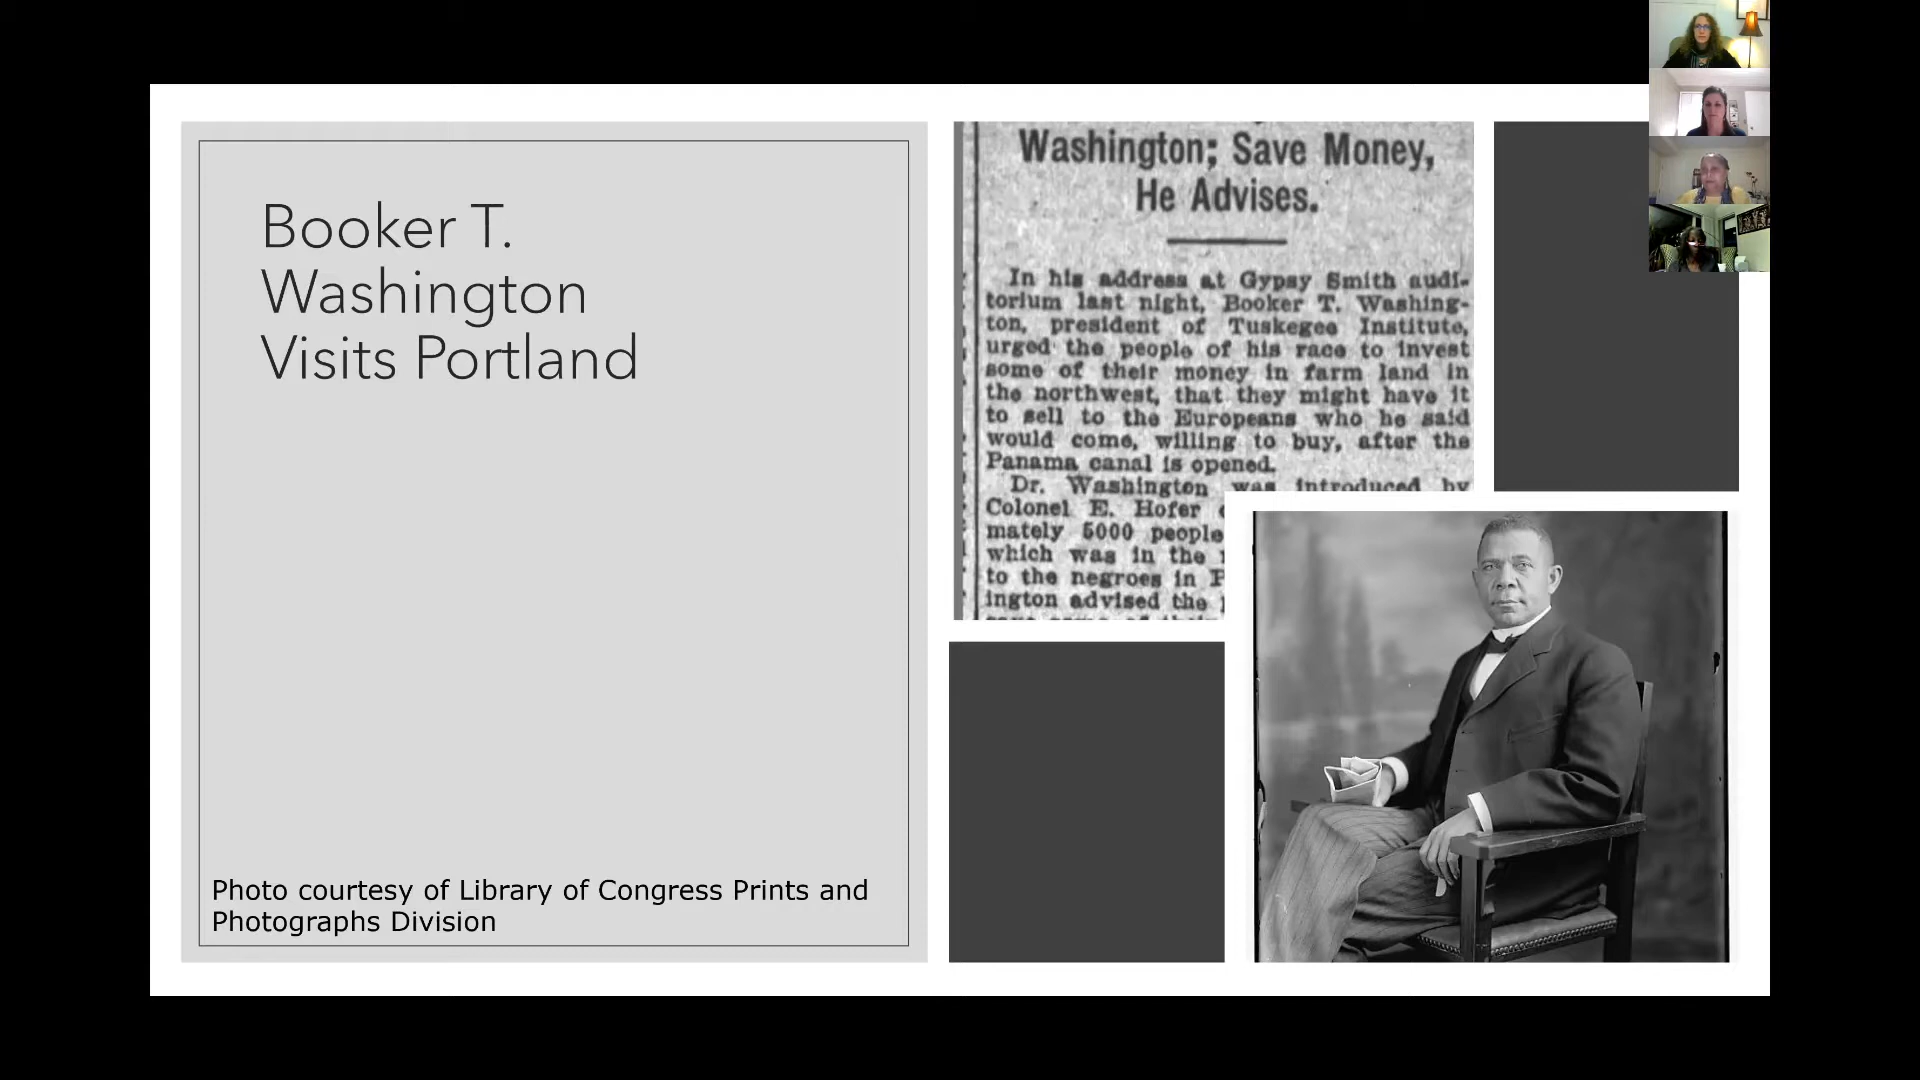 Booker T.
Washington
Visits Portland
Photo courtesy of Library of Congress Prints and
Photographs Division
Washington; Save Money,
He Advises.
In his address at Gypsy Smith audi-
torium last night, Booker T. Washing-
ton, president of Tuskegee Institute,
urged the people of his race to invest
some of their money in farm land in
the northwest, that they might have it
to sell to the Europeans who he said
would come, willing to buy, after the
Panama canal is opened.
Dr. Washington was introduced by
Colonel E. Hofer
mately 5000 people
which was in the
to the negroes in
ington advised the